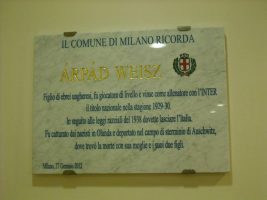 IL COMUNE DI MILANO RICORDA
ÁRPÁD WEISZ
Figlio di ebrei ungheresi, fu giocatore di livello e vinse come allenatore con l'INTER
il titolo nazionale nella stagione 1929-30.
In seguito alle leggi razziali del 1938 dovette lasciare l'Italia.
Fu catturato dai nazisti in Olanda e deportato nel campo di sterminio di Auschwitz,
dove trovò la morte con sua moglie e i suoi due figli.
Milano, 27 Gennaio 2012